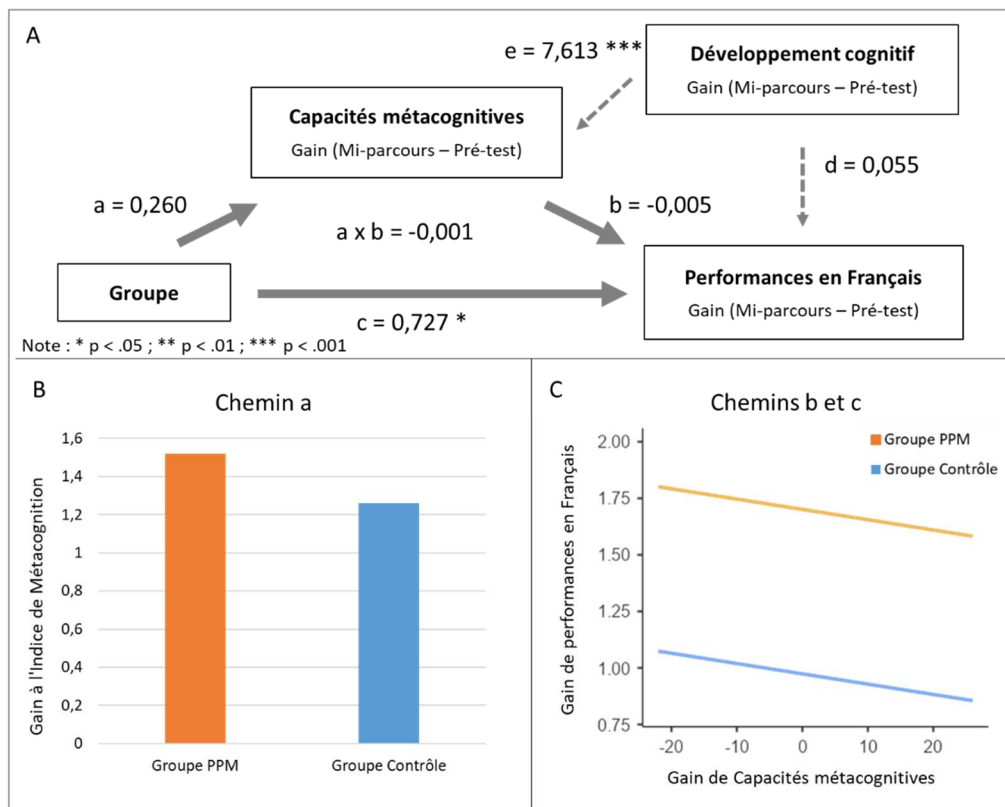 A
e = 7,613 ***
Développement cognitif
Gain (Mi-parcours – Pré-test)
Capacités métacognitives
Gain (Mi-parcours – Pré-test)
d = 0,055
a = 0,260
b = -0,005
a x b = -0,001
Groupe
Performances en Français
Gain (Mi-parcours – Pré-test)
c = 0,727 *
Note : * p < .05 ; ** p < .01 ; *** p < .001
B
Chemin a
Gain à l'Indice de Métacognition
1,6
1,4
1,2
1
0,8
0,6
0,4
0,2
0
Groupe PPM
Groupe Contrôle
C
Chemins b et c
Groupe PPM
Groupe Contrôle
Gain de performances en Français
2.00
1.75
1.50
1.25
1.00
0.75
-20
-10
0
10
20
Gain de Capacités métacognitives